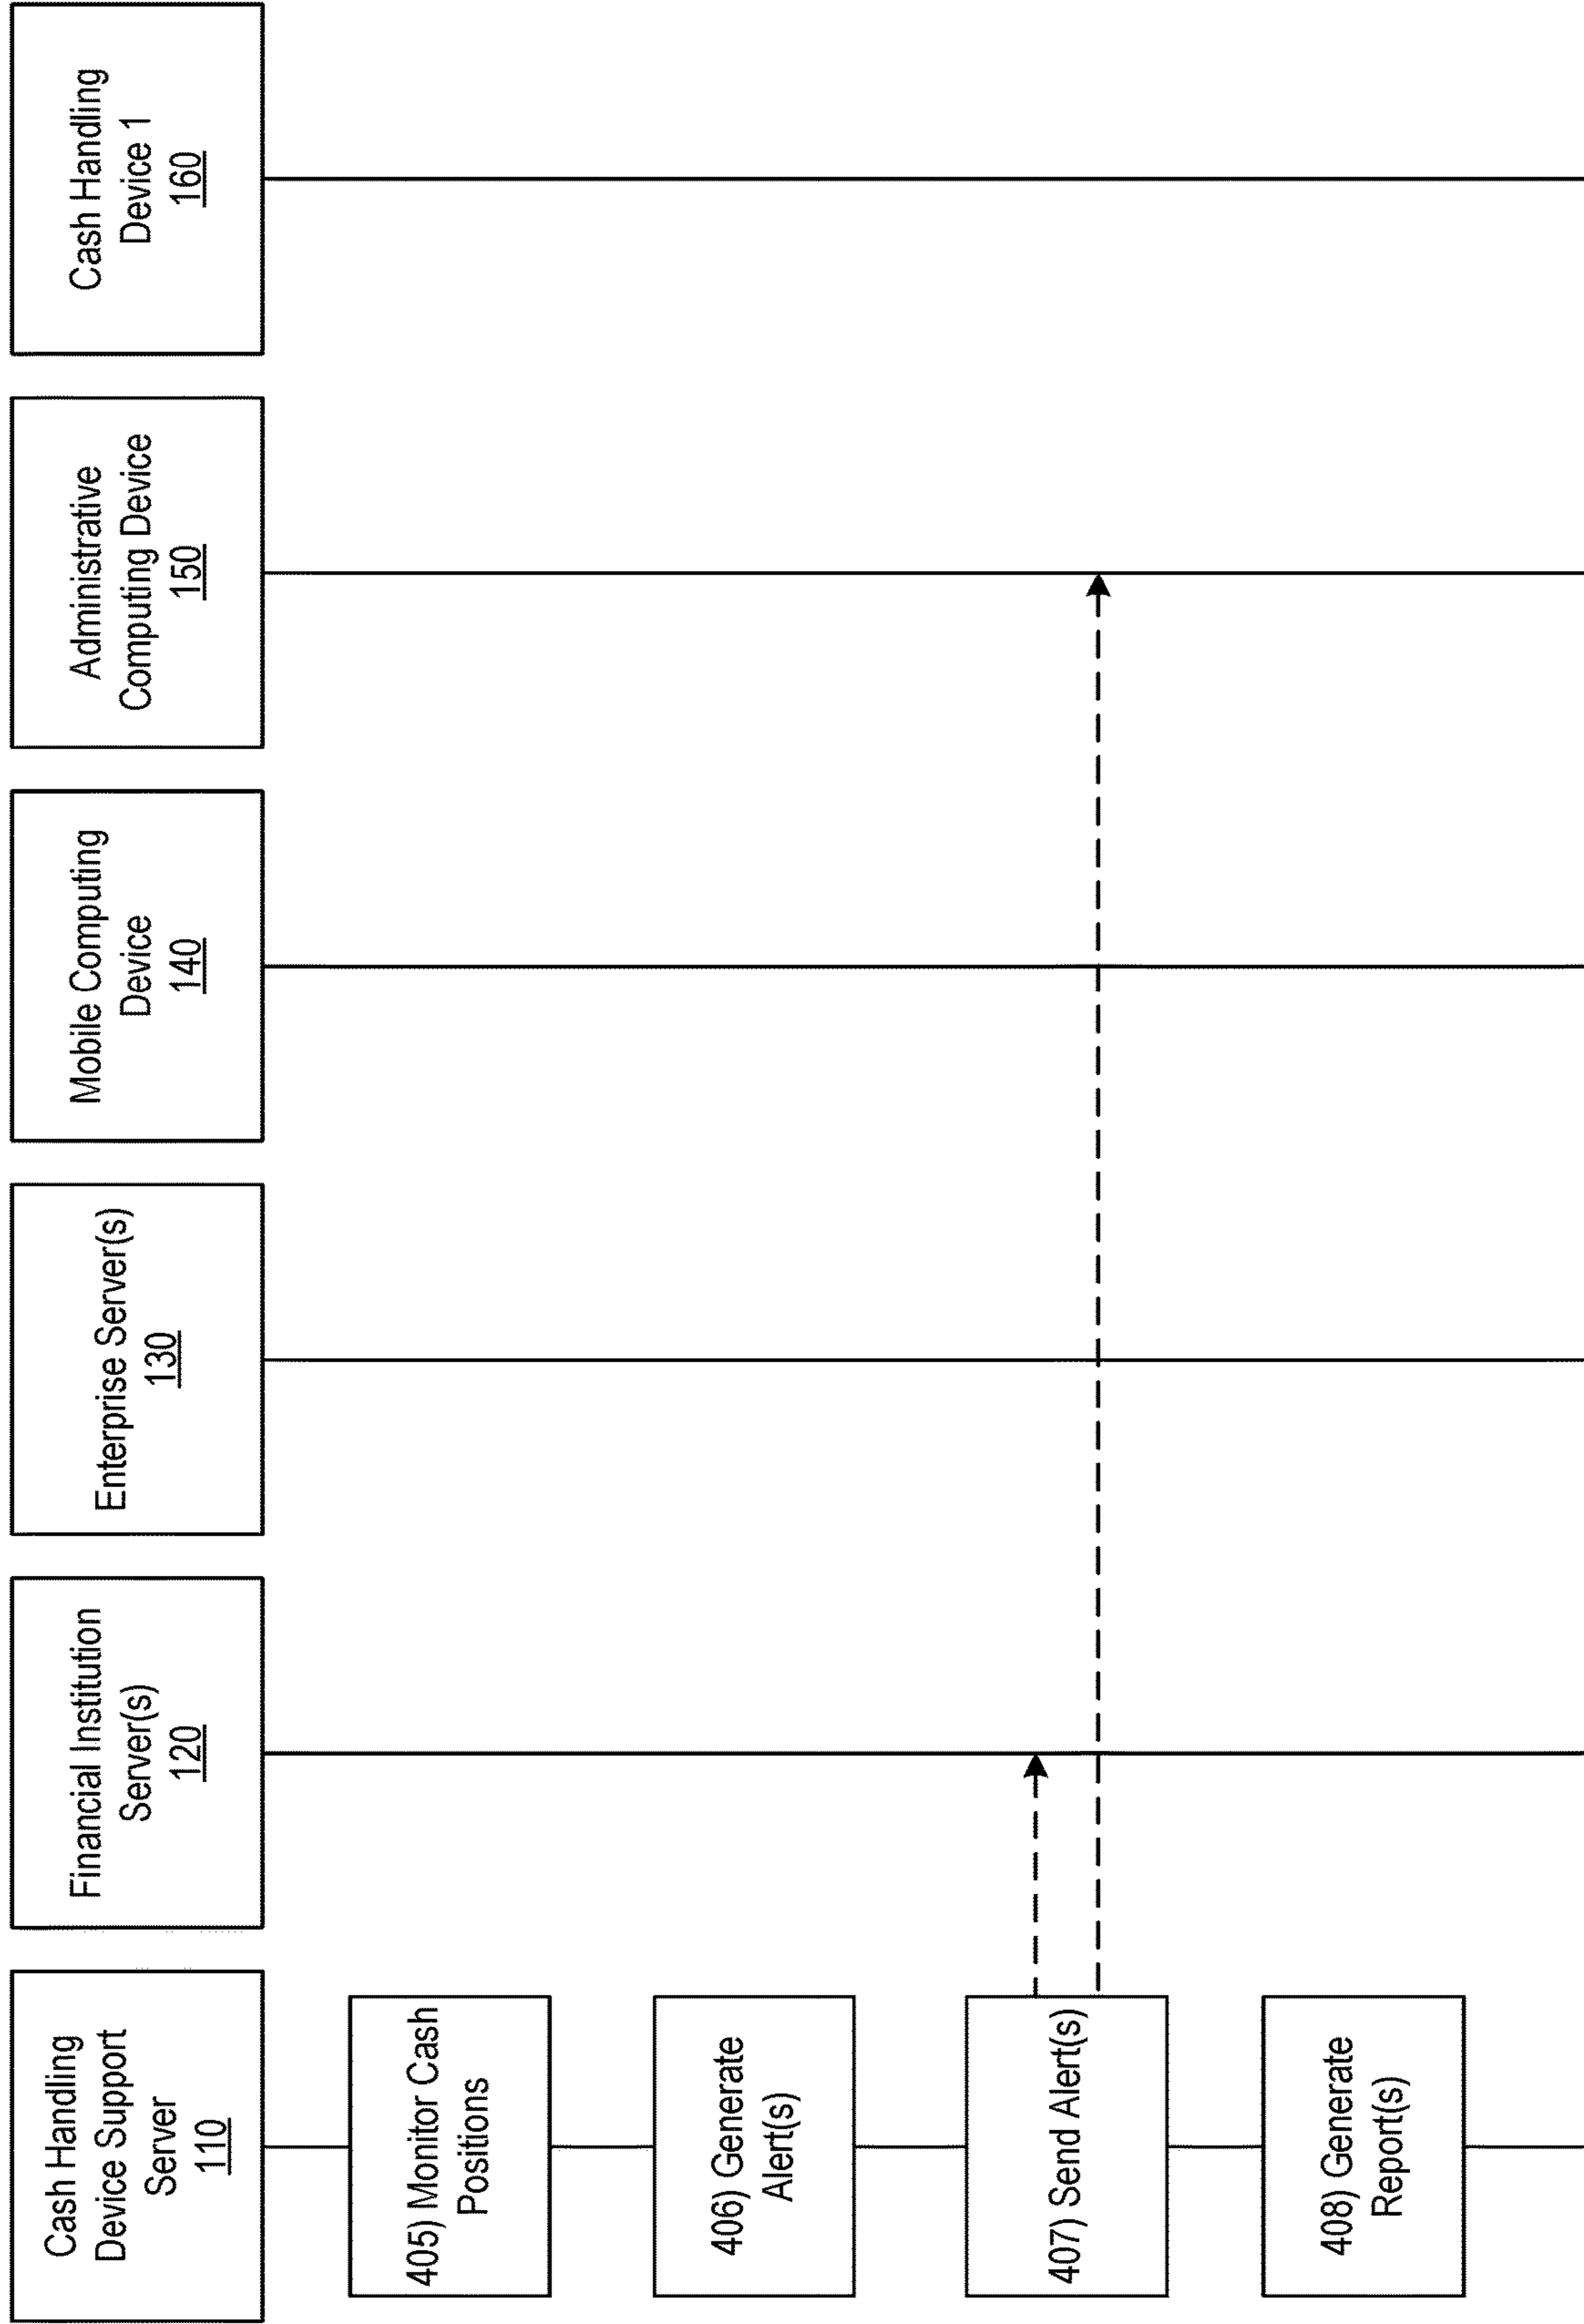 Cash Handling
Device Support
Server
110
Financial Institution
Server(s)
120
Enterprise Server(s)
130
Mobile Computing
Device
140
Administrative
Computing Device
150
Cash Handling
Device 1
160
405) Monitor Cash
Positions
406) Generate
Alert(s)
407) Send Alert(s)
408) Generate
Report(s)